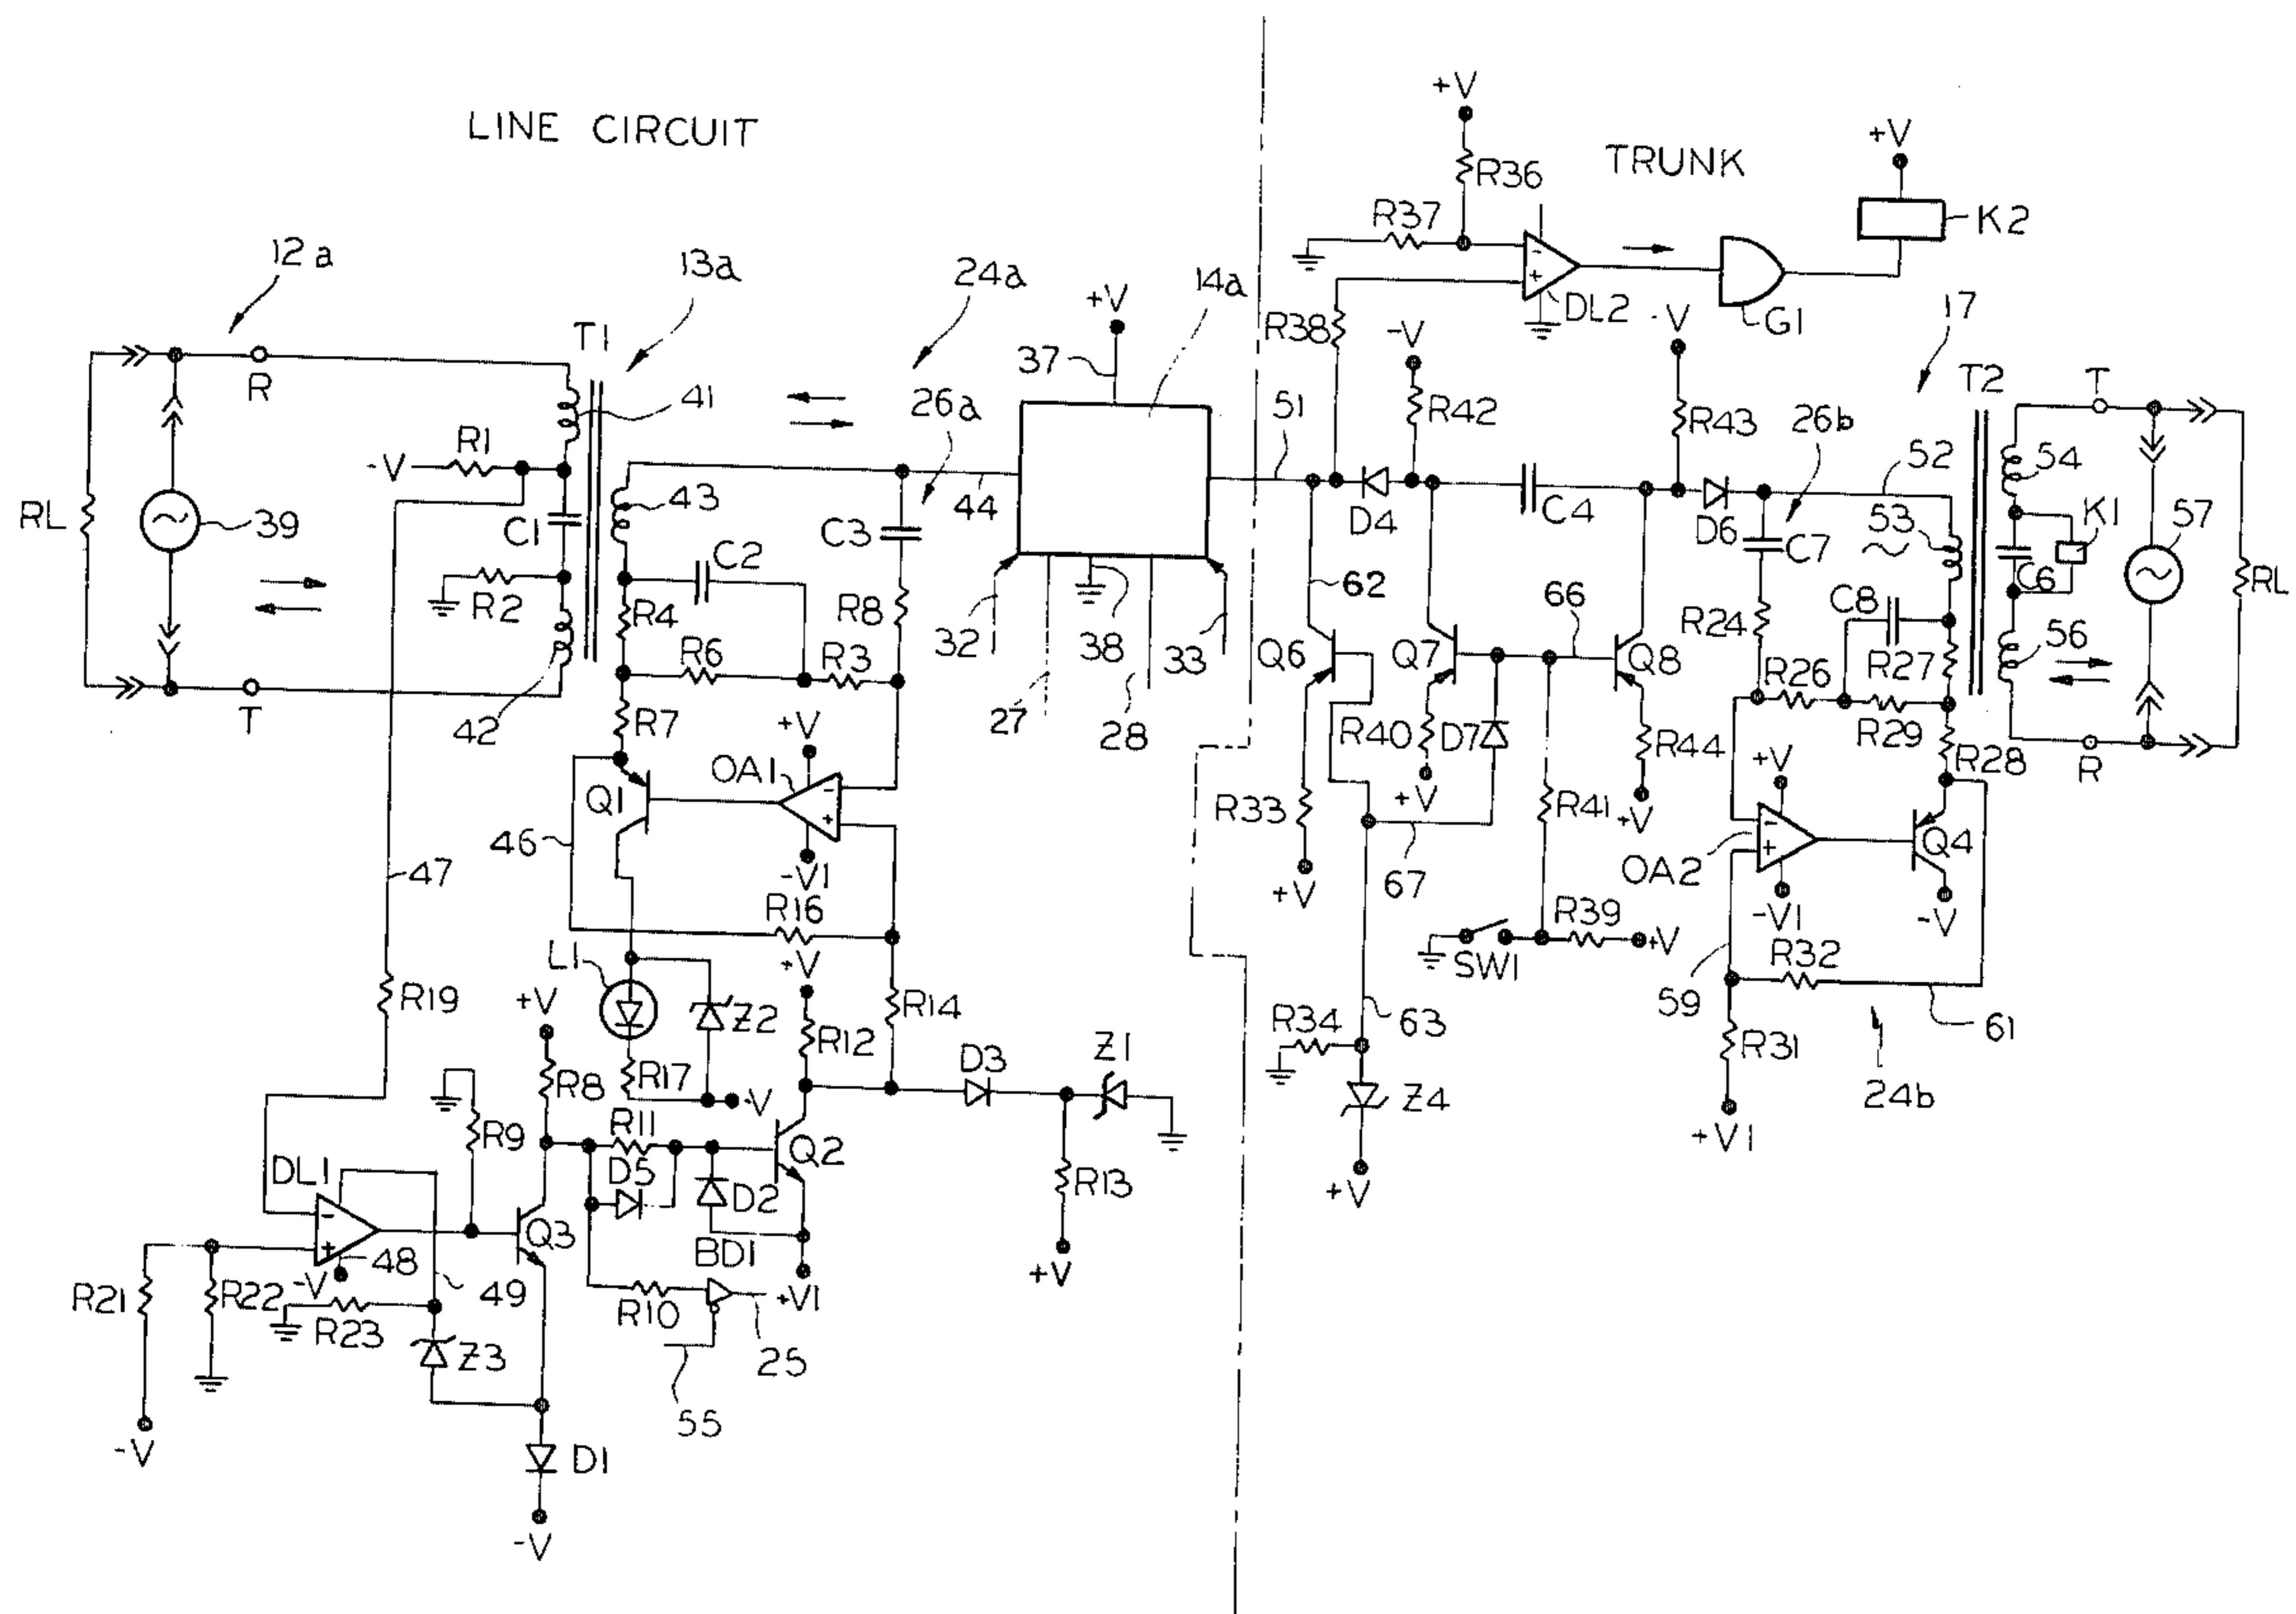 LINE CIRCUIT
TRUNK
+V
R36
R37
+V
K2
12a
13a
24a
14a
+V
DL2
G1
-V
17
T1
R38
-V
37
R
41
26a
51
R42
R43
26b
T2
T
52
R1
-V
54
43
44
RL
39
C1
C3
D4
C4
D6
53
K1
57
C2
C7
C6
RL
R2
R4
R8
62
66
R24
C8
32
38
33
Q6
Q7
Q8
56
R6
R3
R26
R27
T
42
R7
+V
27
28
R40
D7
R44
R29
R28
R
OA1
-
+
Q1
R33
+V
R41
+V
+V
-
+
Q4
46
-V1
67
OA2
47
+V
-V1
-V
R16
R39
+V
SW1
R32
L1
+V
59
R19
+V
Z2
R14
R34
63
61
R12
D3
Z1
R31
R8
R17
-V
Z4
24b
R9
R11
+V1
DL1
D5
Q2
R13
+V
-
+
D2
Q3
48
BD1
-V
R21
R22
49
R10
+V1
+V
R23
Z3
25
55
-V
D1
-V